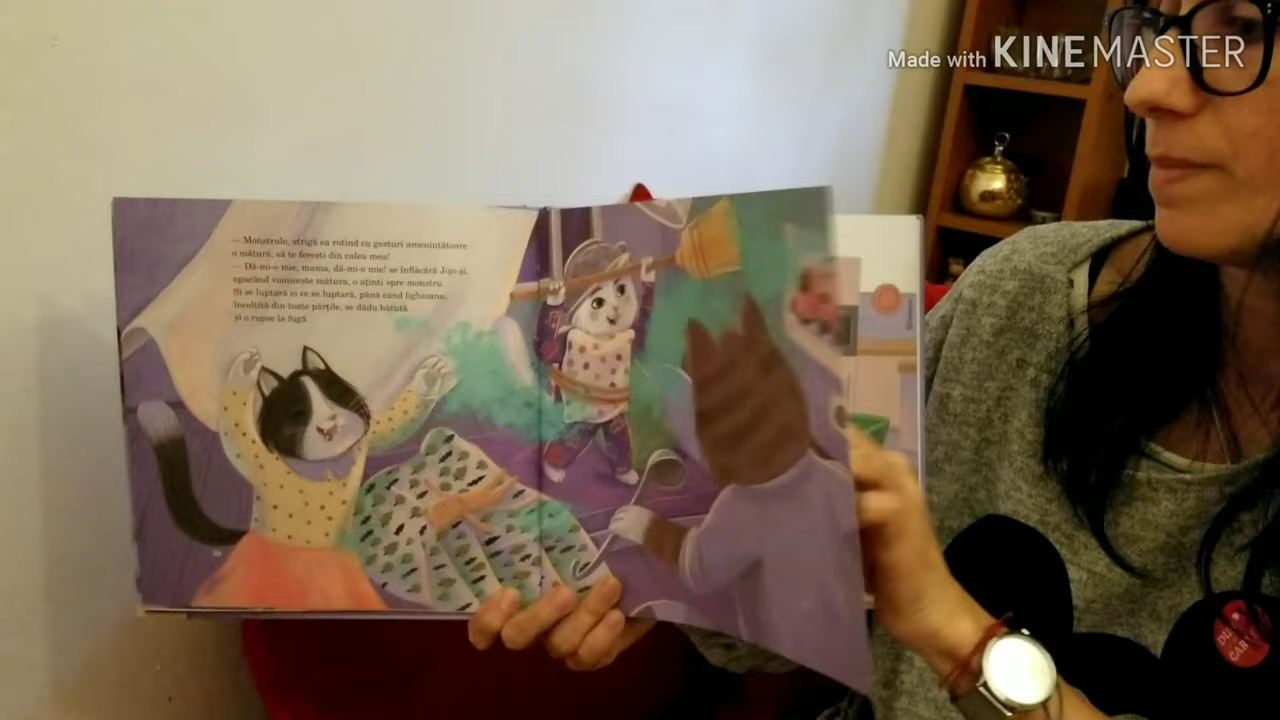 Made with KINEMASTER
— Monstrule, strigă ea rotind cu gesturi amenințătoare
o mătură, să te ferești din calea mea!
— Dă-mi-o mie, mama, dă-mi-o mie! se înflăcără Jojo și,
apucând voinicește mătura, o ținti spre monstru.
Și se luptară ei ce se luptară, până când lighioana,
încolțită din toate părțile, se dădu bătută
și o rupse la fugă